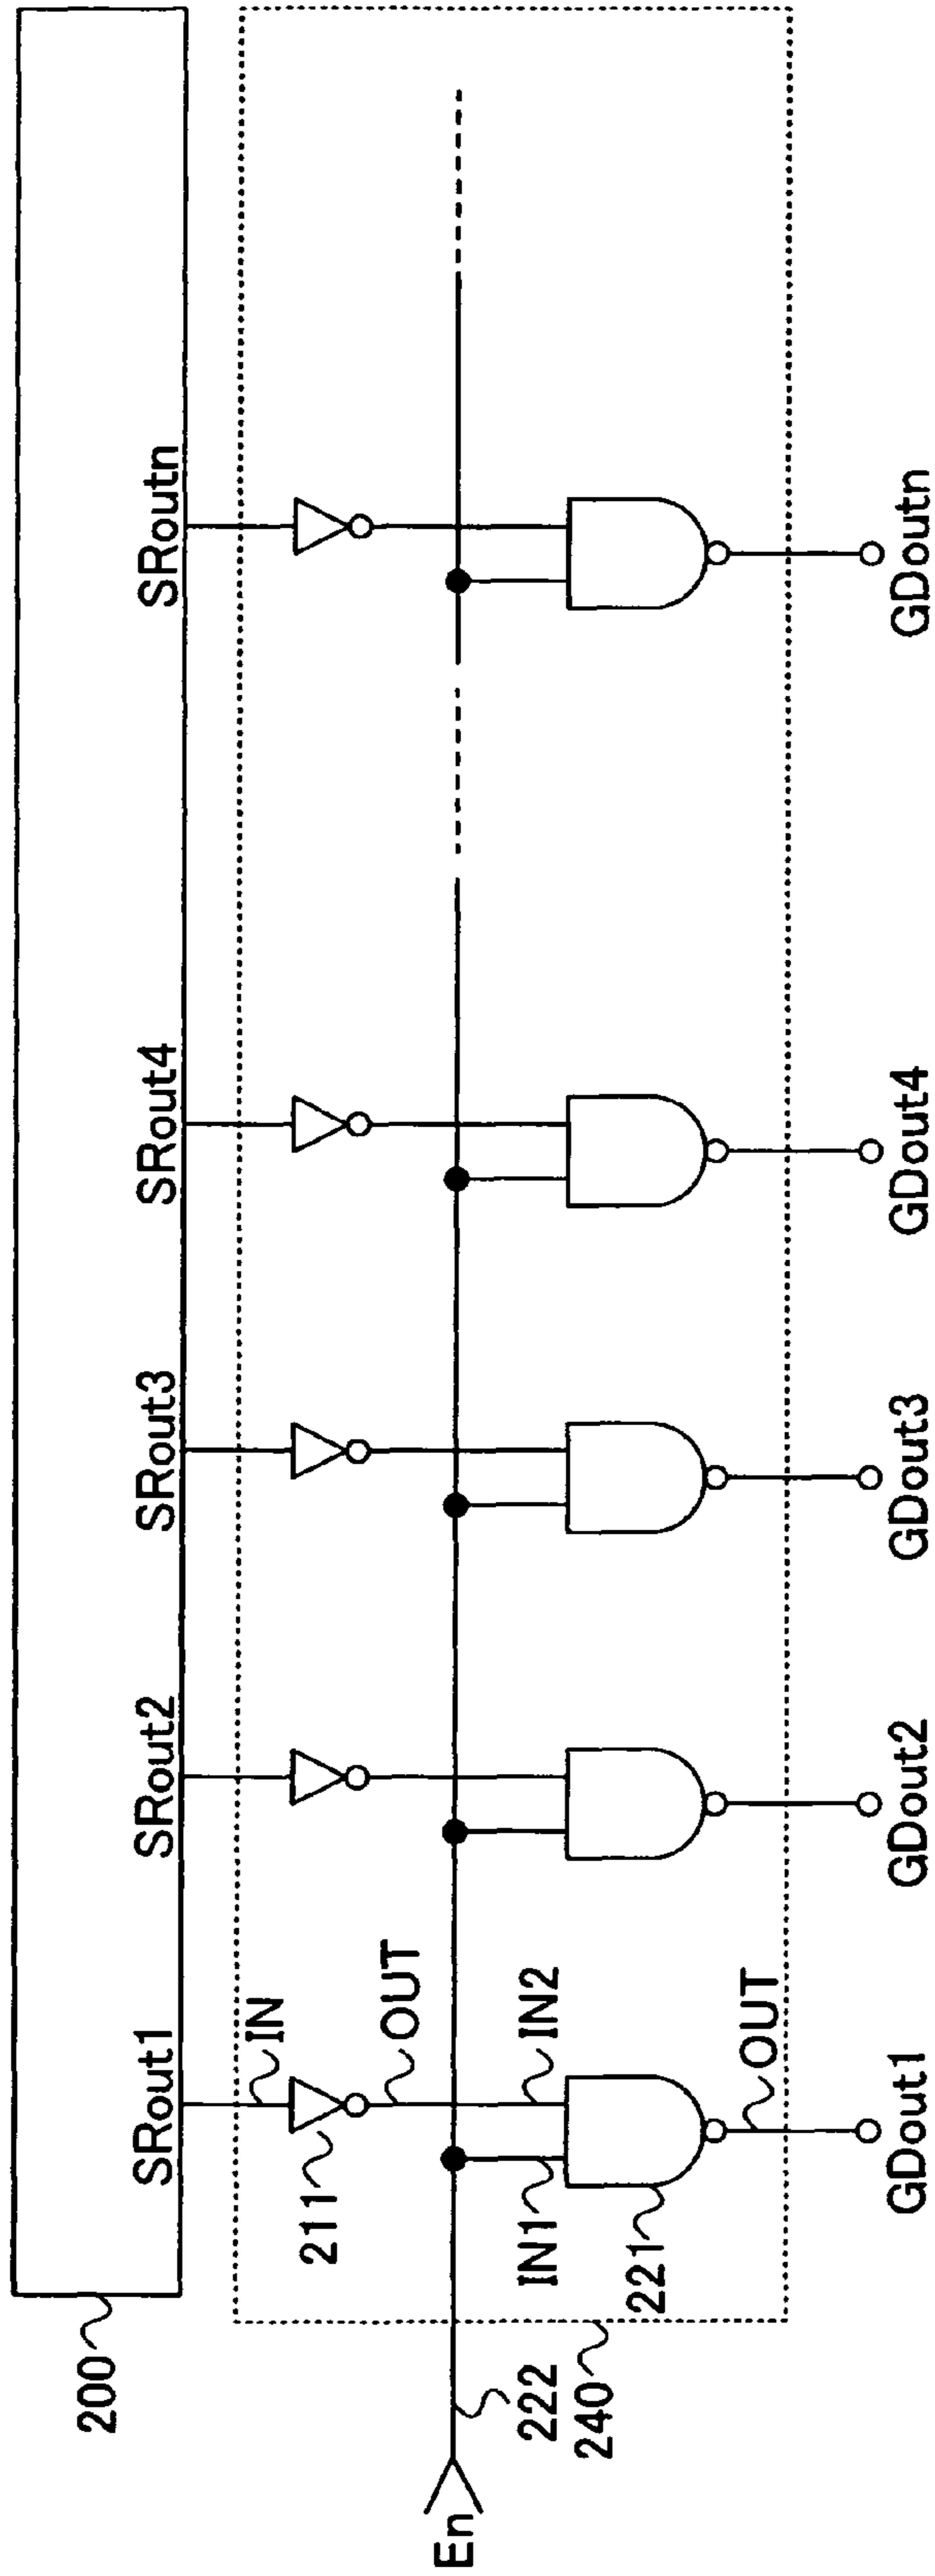 200
SRout1
SRout2
SRout3
SRout4
SRoutn
IN
211
OUT
En
222
240
IN1
IN2
221
OUT
GDout1
GDout2
GDout3
GDout4
GDoutn